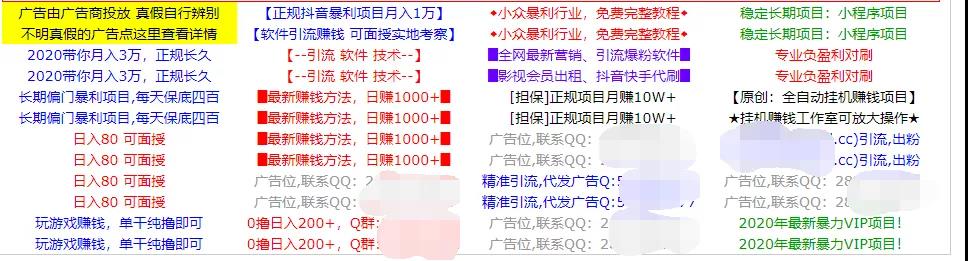 广告由广告商投放 真假自行辨别
【正规抖音暴利项目月入1万】
◆小众暴利行业，免费完整教程◆
稳定长期项目：小程序项目
不明真假的广告点这里查看详情
【软件引流赚钱 可面授实地考察】
◆小众暴利行业，免费完整教程◆
稳定长期项目：小程序项目
2020带你月入3万，正规长久
【--引流 软件 技术--】
█全网最新营销、引流爆粉软件█
专业负盈利对刷
2020带你月入3万，正规长久
【--引流 软件 技术--】
█影视会员出租、抖音快手代刷█
专业负盈利对刷
长期偏门暴利项目,每天保底四百
█最新赚钱方法，日赚1000+█
[担保]正规项目月赚10W+
【原创：全自动挂机赚钱项目】
长期偏门暴利项目,每天保底四百
█最新赚钱方法，日赚1000+█
[担保]正规项目月赚10W+
★挂机赚钱工作室可放大操作★
日入80 可面授
█最新赚钱方法，日赚1000+█
广告位,联系QQ：
.cc)引流,出粉
日入80 可面授
█最新赚钱方法，日赚1000+█
广告位,联系QQ：
.cc)引流,出粉
日入80 可面授
广告位,联系QQ：2
精准引流,代发广告Q:5
广告位,联系QQ：28
日入80 可面授
广告位,联系QQ：2
精准引流,代发广告Q:5 77
广告位,联系QQ：28
玩游戏赚钱，单干纯撸即可
0撸日入200+，Q群：
广告位,联系QQ：
2020年最新暴力VIP项目！
玩游戏赚钱，单干纯撸即可
0撸日入200+，Q群：
广告位,联系QQ：2
2020年最新暴力VIP项目！